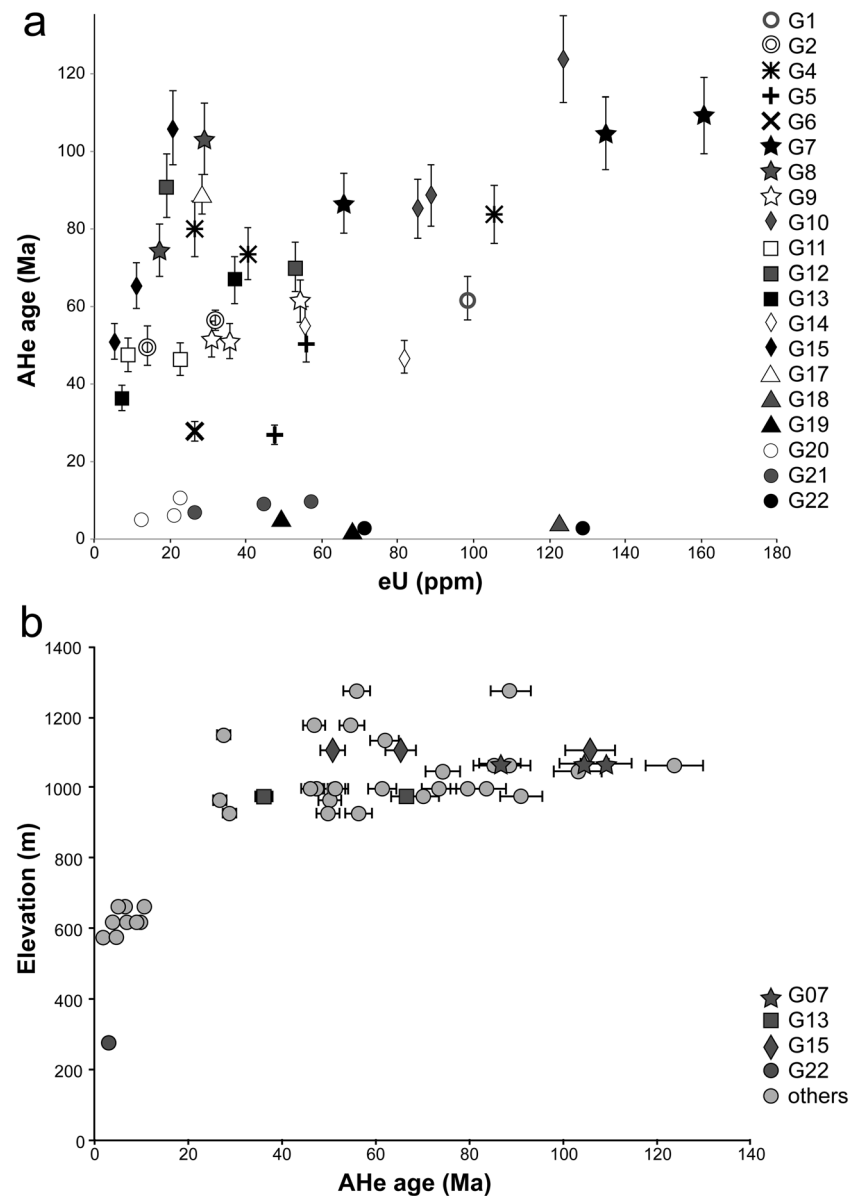 a
AHe age (Ma)
120
100
80
60
40
20
0
0 20 40 60 80 100 120 140 160 180
eU (ppm)
G1
G2
G4
G5
G6
G7
G8
G9
G10
G11
G12
G13
G14
G15
G17
G18
G19
G20
G21
G22
b
Elevation (m)
1400
1200
1000
800
600
400
200
0
0 20 40 60 80 100 120 140
AHe age (Ma)
G07
G13
G15
G22
others